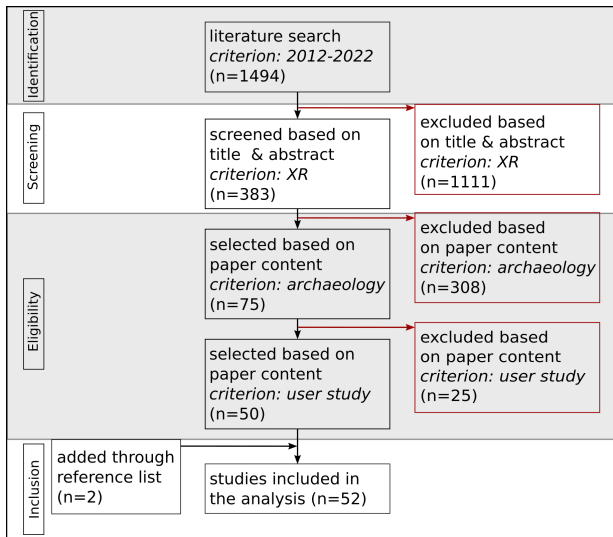 Identification
literature search
criterion: 2012-2022
(n=1494)
Screening
screened based on
title & abstract
criterion: XR
(n=383)
excluded based
on title & abstract
criterion: XR
(n=1111)
Eligibility
selected based on
paper content
criterion: archaeology
(n=75)
excluded based
on paper content
criterion: archaeology
(n=308)
selected based on
paper content
criterion: user study
(n=50)
excluded based
on paper content
criterion: user study
(n=25)
Inclusion
added through
reference list
(n=2)
studies included in
the analysis (n=52)